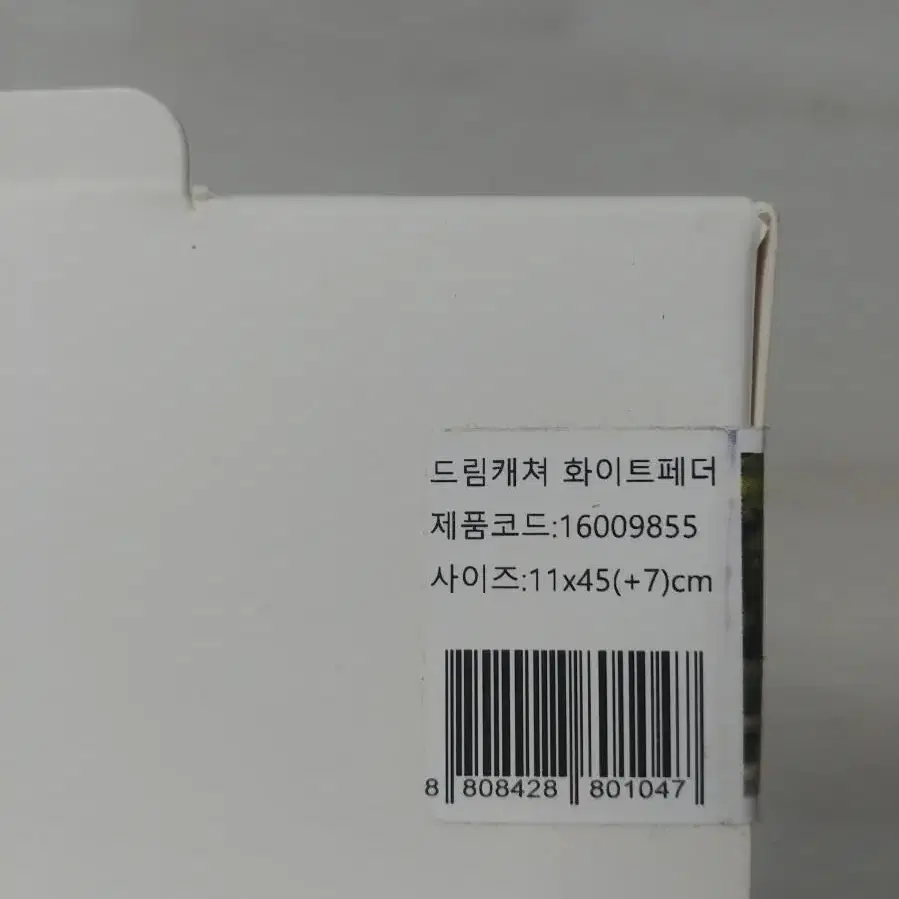 드림캐쳐 화이트페더
제품코드:16009855
사이즈:11x45(+7)cm
8 808428 801047